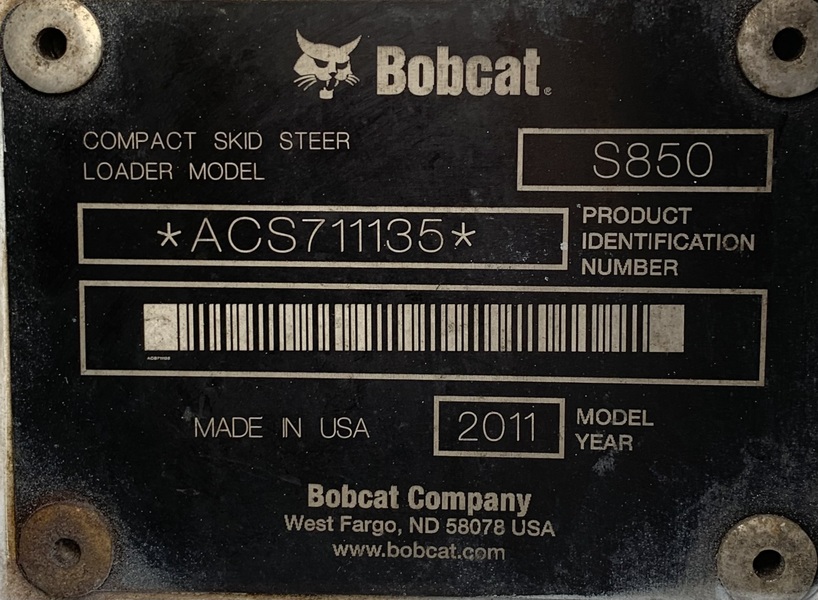 Bobcat®
COMPACT SKID STEER
LOADER MODEL
S850
*ACS711135*
PRODUCT
IDENTIFICATION
NUMBER
ACS711135
MADE IN USA
2011
MODEL
YEAR
Bobcat Company
West Fargo, ND 58078 USA
www.bobcat.com